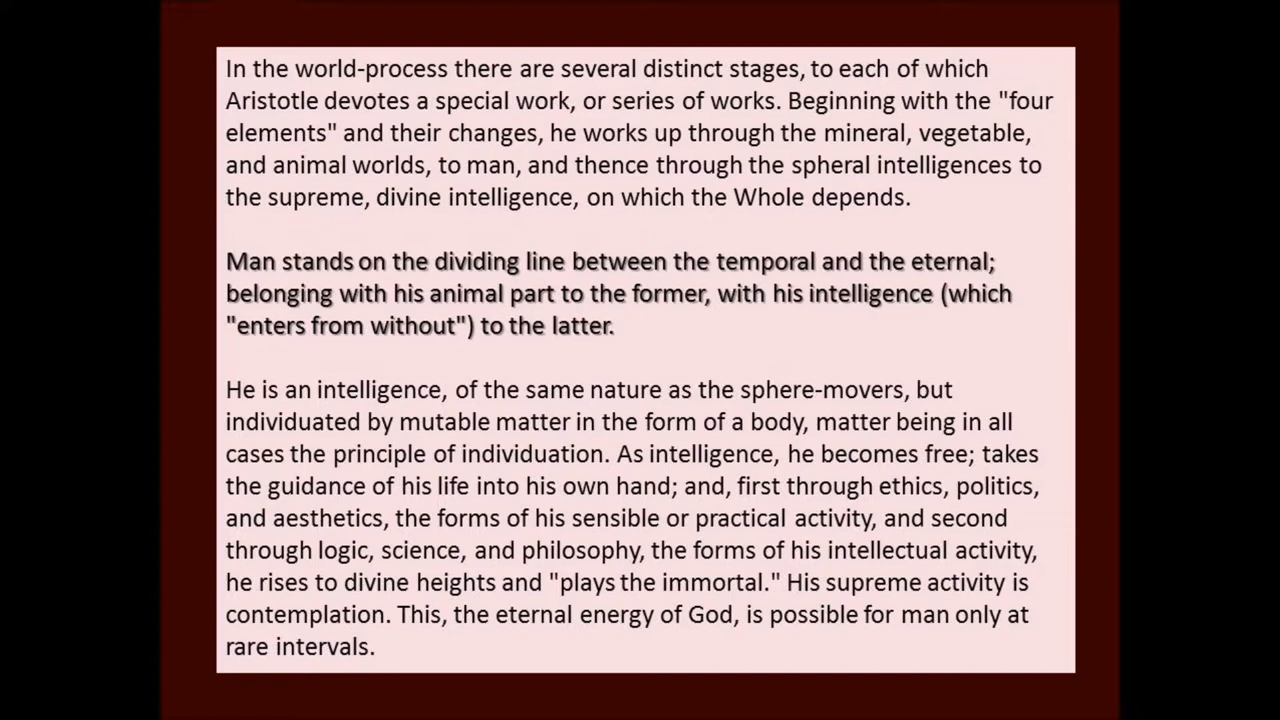 In the world-process there are several distinct stages, to each of which
Aristotle devotes a special work, or series of works. Beginning with the "four
elements" and their changes, he works up through the mineral, vegetable,
and animal worlds, to man, and thence through the spheral intelligences to
the supreme, divine intelligence, on which the Whole depends.
Man stands on the dividing line between the temporal and the eternal;
belonging with his animal part to the former, with his intelligence (which
"enters from without") to the latter.
He is an intelligence, of the same nature as the sphere-movers, but
individuated by mutable matter in the form of a body, matter being in all
cases the principle of individuation. As intelligence, he becomes free; takes
the guidance of his life into his own hand; and, first through ethics, politics,
and aesthetics, the forms of his sensible or practical activity, and second
through logic, science, and philosophy, the forms of his intellectual activity,
he rises to divine heights and "plays the immortal." His supreme activity is
contemplation. This, the eternal energy of God, is possible for man only at
rare intervals.